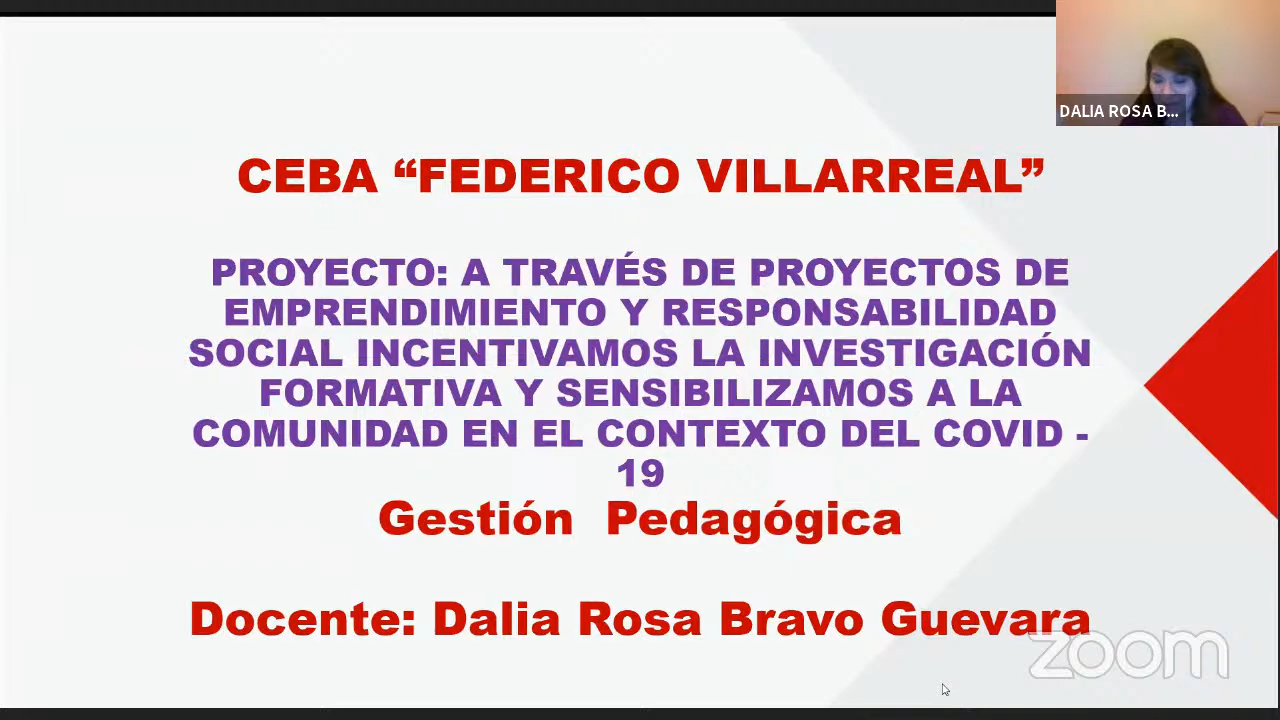 DALIA ROSA B...
CEBA “FEDERICO VILLARREAL”
PROYECTO: A TRAVÉS DE PROYECTOS DE
EMPRENDIMIENTO Y RESPONSABILIDAD
SOCIAL INCENTIVAMOS LA INVESTIGACIÓN
FORMATIVA Y SENSIBILIZAMOS A LA
COMUNIDAD EN EL CONTEXTO DEL COVID -
19
Gestión Pedagógica
Docente: Dalia Rosa Bravo Guevara
zoom